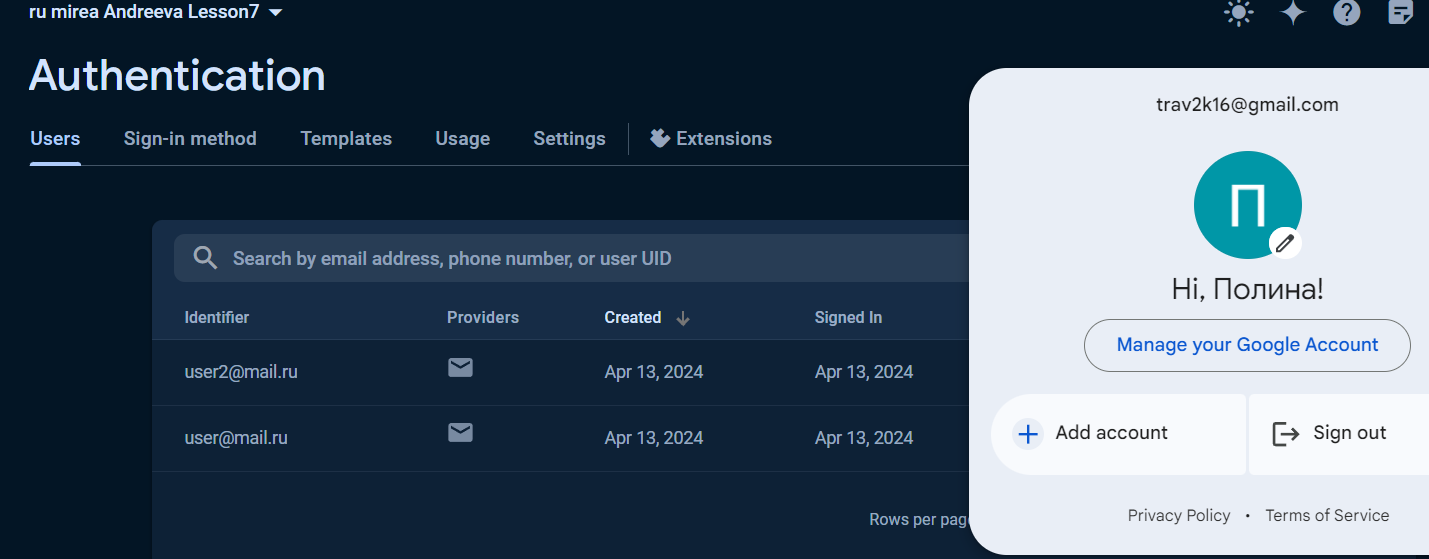 ru mirea Andreeva Lesson7
Authentication
Users Sign-in method Templates Usage Settings Extensions
Search by email address, phone number, or user UID
Identifier Providers Created Signed In
user2@mail.ru Apr 13, 2024 Apr 13, 2024
user@mail.ru Apr 13, 2024 Apr 13, 2024
Rows per page
trav2k16@gmail.com
П
Hi, Полина!
Manage your Google Account
Add account Sign out
Privacy Policy • Terms of Service